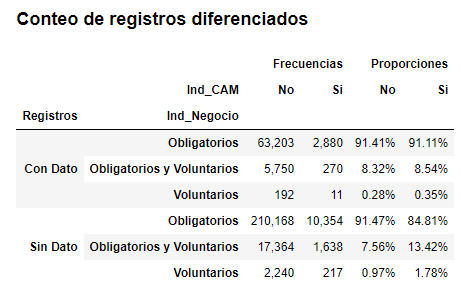 Conteo de registros diferenciados
Frecuencias Proporciones
Ind_CAM No Si No Si
Registros Ind_Negocio
Obligatorios 63,203 2,880 91.41% 91.11%
Con Dato Obligatorios y Voluntarios 5,750 270 8.32% 8.54%
Voluntarios 192 11 0.28% 0.35%
Obligatorios 210,168 10,354 91.47% 84.81%
Sin Dato Obligatorios y Voluntarios 17,364 1,638 7.56% 13.42%
Voluntarios 2,240 217 0.97% 1.78%